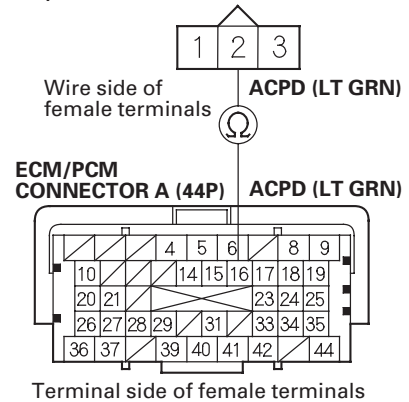 1 2 3
Wire side of
female terminals
ACPD (LT GRN)
Ω
ECM/PCM
CONNECTOR A (44P)
ACPD (LT GRN)
4 5 6 8 9
10 14 15 16 17 18 19
20 21 23 24 25
26 27 28 29 31 33 34 35
36 37 39 40 41 42 44
Terminal side of female terminals